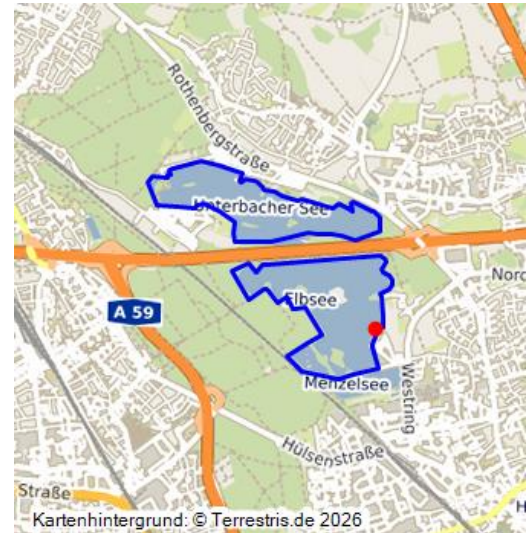 Rothenbergstraße
Unterbacher See
Nord
Elbsee
A 59
Menzelsee
Westring
Hülsenstraße
Straße
H
Kartenhintergrund: © Terrestris.de 2026